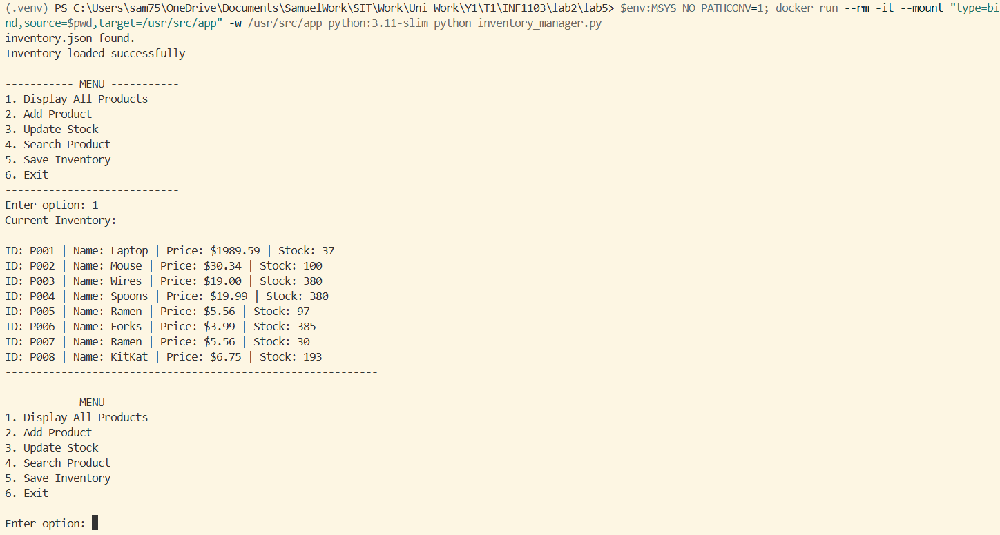 (.venv) PS C:\Users\sam75\OneDrive\Documents\SamuelWork\SIT\Work\Uni Work\Y1\T1\INF1103\lab2\lab5> $env:MSYS_NO_PATHCONV=1; docker run --rm -it --mount "type=bi
nd,source=$pwd,target=/usr/src/app" -w /usr/src/app python:3.11-slim python inventory_manager.py
inventory.json found.
Inventory loaded successfully

----------- MENU -----------
1. Display All Products
2. Add Product
3. Update Stock
4. Search Product
5. Save Inventory
6. Exit
----------------------------
Enter option: 1
Current Inventory:
------------------------------------------------------------
ID: P001 | Name: Laptop | Price: $1989.59 | Stock: 37
ID: P002 | Name: Mouse | Price: $30.34 | Stock: 100
ID: P003 | Name: Wires | Price: $19.00 | Stock: 380
ID: P004 | Name: Spoons | Price: $19.99 | Stock: 380
ID: P005 | Name: Ramen | Price: $5.56 | Stock: 97
ID: P006 | Name: Forks | Price: $3.99 | Stock: 385
ID: P007 | Name: Ramen | Price: $5.56 | Stock: 30
ID: P008 | Name: KitKat | Price: $6.75 | Stock: 193
------------------------------------------------------------

----------- MENU -----------
1. Display All Products
2. Add Product
3. Update Stock
4. Search Product
5. Save Inventory
6. Exit
----------------------------
Enter option: